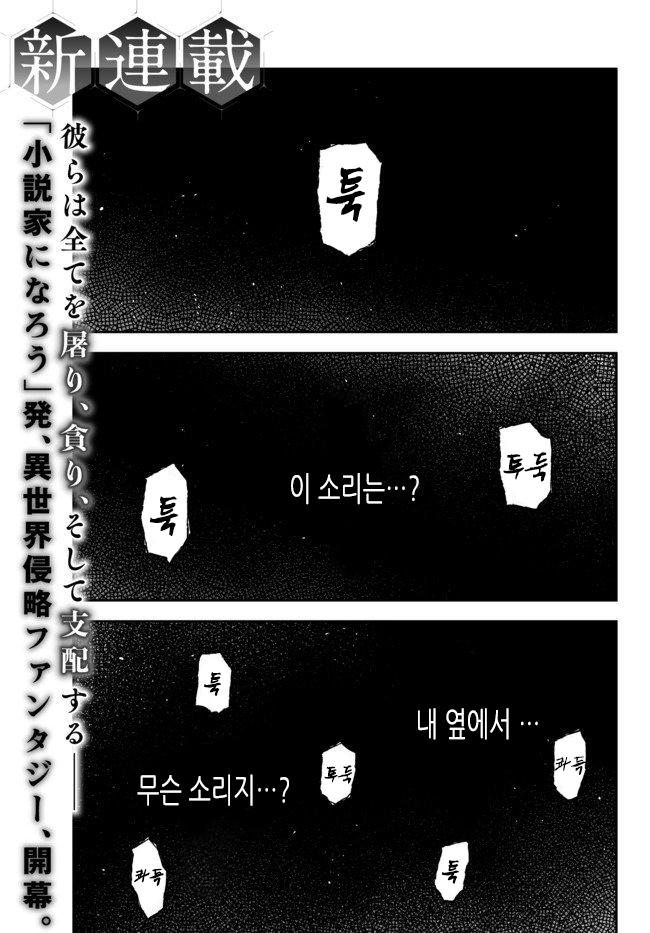 新連載
彼らは全てを屠り、貪り、そして支配する――
「小説家になろう」発、異世界侵略ファンタジー、開幕。
툭
투둑
이 소리는…?
툭
내 옆에서 …
툭
투둑
콰득
무슨 소리지…?
툭
콰득